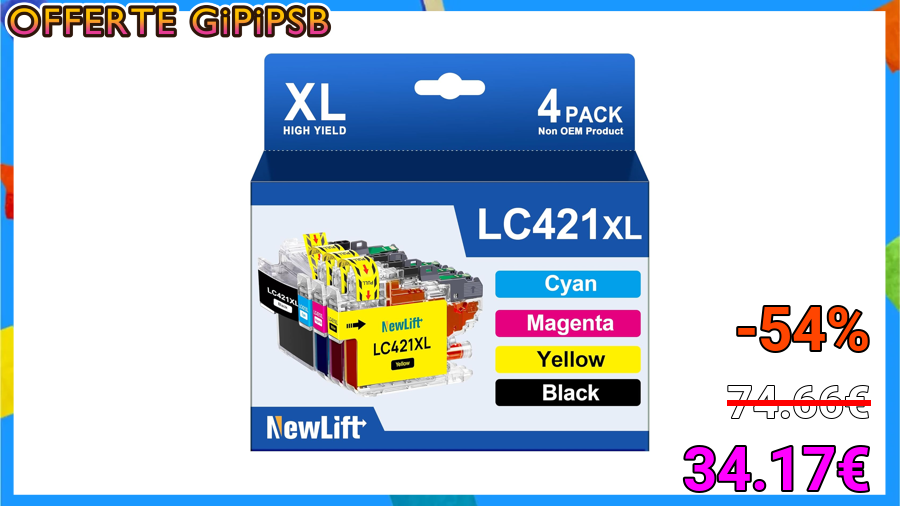 OFFERTE GiPiPSB
XL
HIGH YIELD
4 PACK
Non OEM Product
LC421XL
Cyan
Magenta
Yellow
Black
LC421XL
NewLift
LC421XL
Yellow
NewLift
-54%
74.66€
34.17€